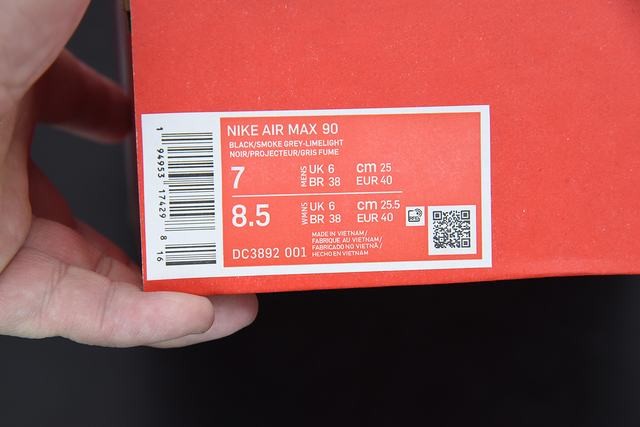 NIKE AIR MAX 90
BLACK/SMOKE GREY-LIMELIGHT
NOIR/PROJECTEUR/GRIS FUME
7 MENS UK 6 cm 25
BR 38 EUR 40
8.5 WMNS UK 6 cm 25.5
BR 38 EUR 40
DC3892 001
MADE IN VIETNAM/
FABRIQUE AU VIETNAM/
FABRICADO NO VIETNÃ/
HECHO EN VIETNAM
1 94953 17429 8 16